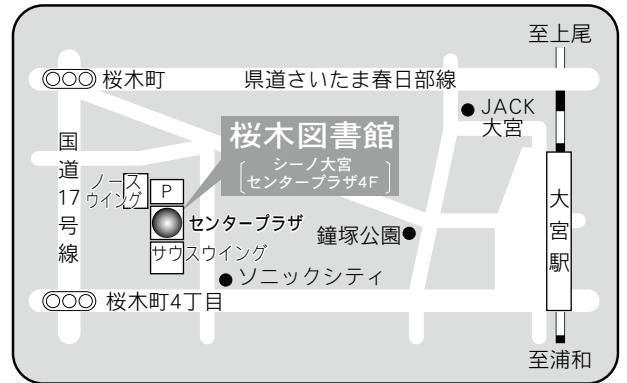 至上尾
桜木町
県道さいたま春日部線
JACK
大宮
桜木図書館
シーノ大宮
センタープラザ4F
国道17号線
ノース
ウイング
P
センタープラザ
サウスウイング
鐘塚公園
大宮駅
ソニックシティ
桜木町4丁目
至浦和